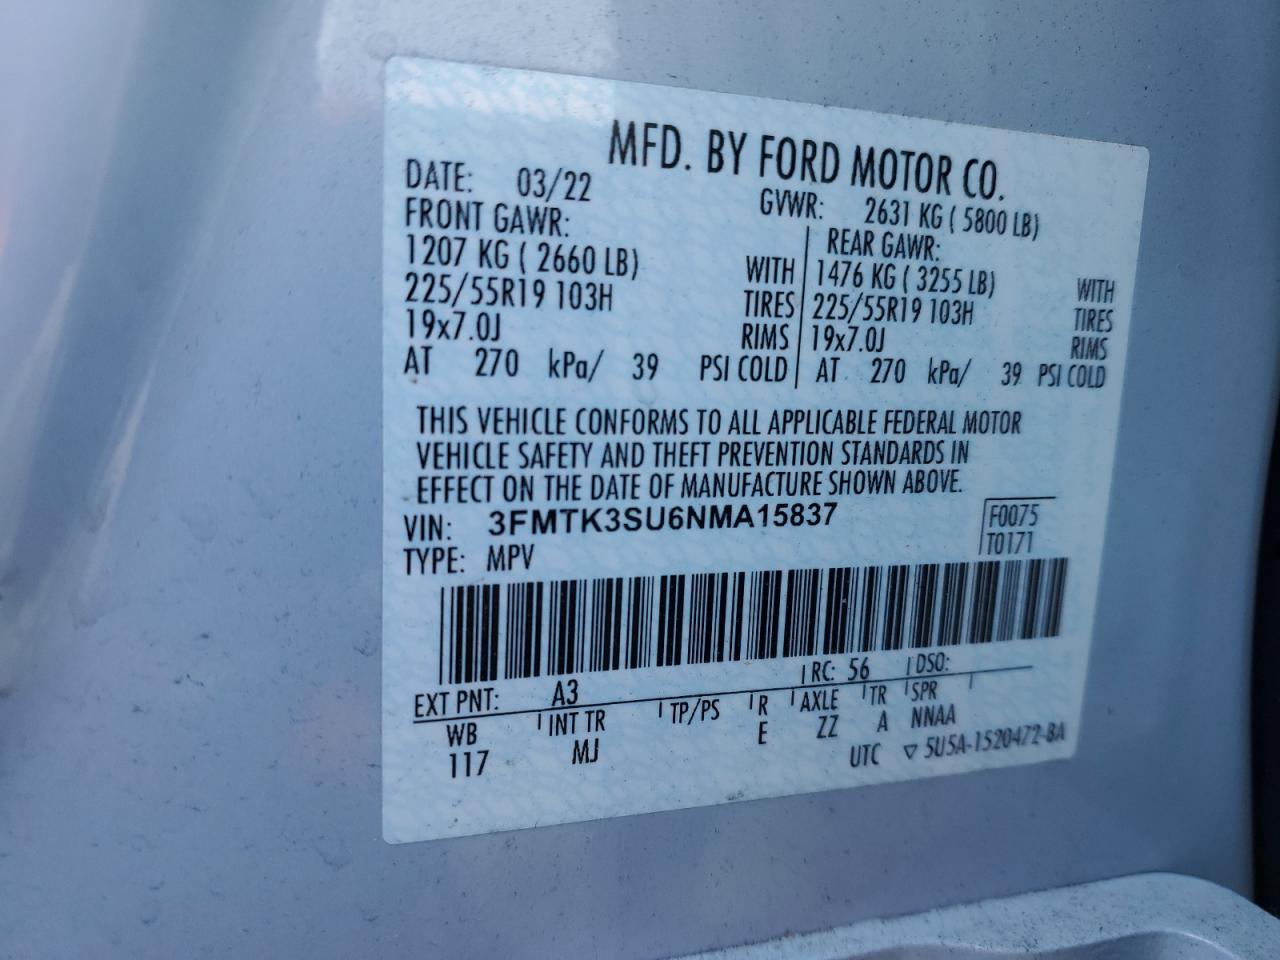 MFD. BY FORD MOTOR CO.
DATE: 03/22 GVWR: 2631 KG ( 5800 LB)
FRONT GAWR: REAR GAWR:
1207 KG ( 2660 LB) WITH 1476 KG ( 3255 LB) WITH
225/55R19 103H TIRES 225/55R19 103H TIRES
19x7.0J RIMS 19x7.0J RIMS
AT 270 kPa/ 39 PSI COLD AT 270 kPa/ 39 PSI COLD
THIS VEHICLE CONFORMS TO ALL APPLICABLE FEDERAL MOTOR
VEHICLE SAFETY AND THEFT PREVENTION STANDARDS IN
EFFECT ON THE DATE OF MANUFACTURE SHOWN ABOVE.
VIN: 3FMTK3SU6NMA15837 F0075
TYPE: MPV T0171
EXT PNT: A3 RC: 56 DSO:
WB INT TR TP/PS R AXLE TR SPR
117 MJ E ZZ A NNAA
UTC ▽ 5U5A-1520472-BA